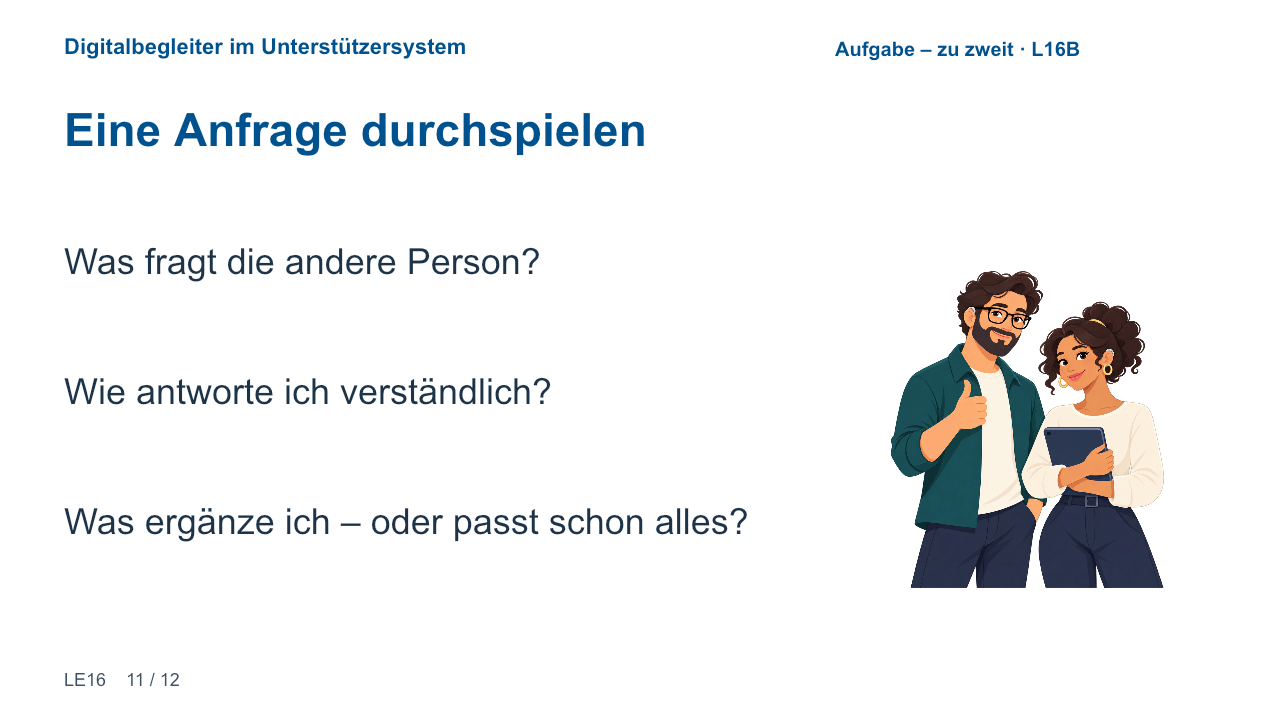 Digitalbegleiter im Unterstützersystem
Aufgabe – zu zweit · L16B
Eine Anfrage durchspielen
Was fragt die andere Person?
Wie antworte ich verständlich?
Was ergänze ich – oder passt schon alles?
LE16 11 / 12